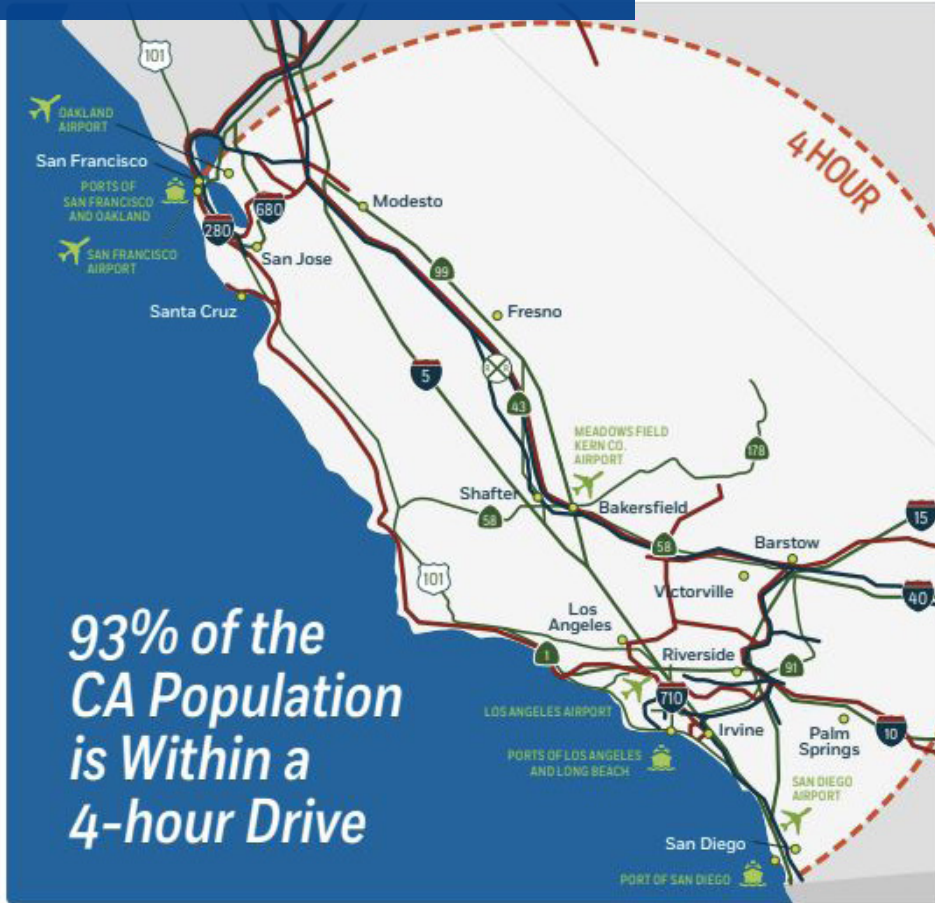 101
OAKLAND
AIRPORT
4 HOUR
San Francisco
PORTS OF
SAN FRANCISCO
AND OAKLAND
680
Modesto
280
SAN FRANCISCO
AIRPORT
San Jose
99
Santa Cruz
Fresno
5
R R
43
MEADOWS FIELD
KERN CO.
AIRPORT
178
Shafter
Bakersfield
58
15
58
Barstow
101
Victorville
40
Los
Angeles
93% of the
CA Population
is Within a
4-hour Drive
1
Riverside
91
710
LOS ANGELES AIRPORT
Irvine
Palm
Springs
10
PORTS OF LOS ANGELES
AND LONG BEACH
SAN DIEGO
AIRPORT
San Diego
PORT OF SAN DIEGO